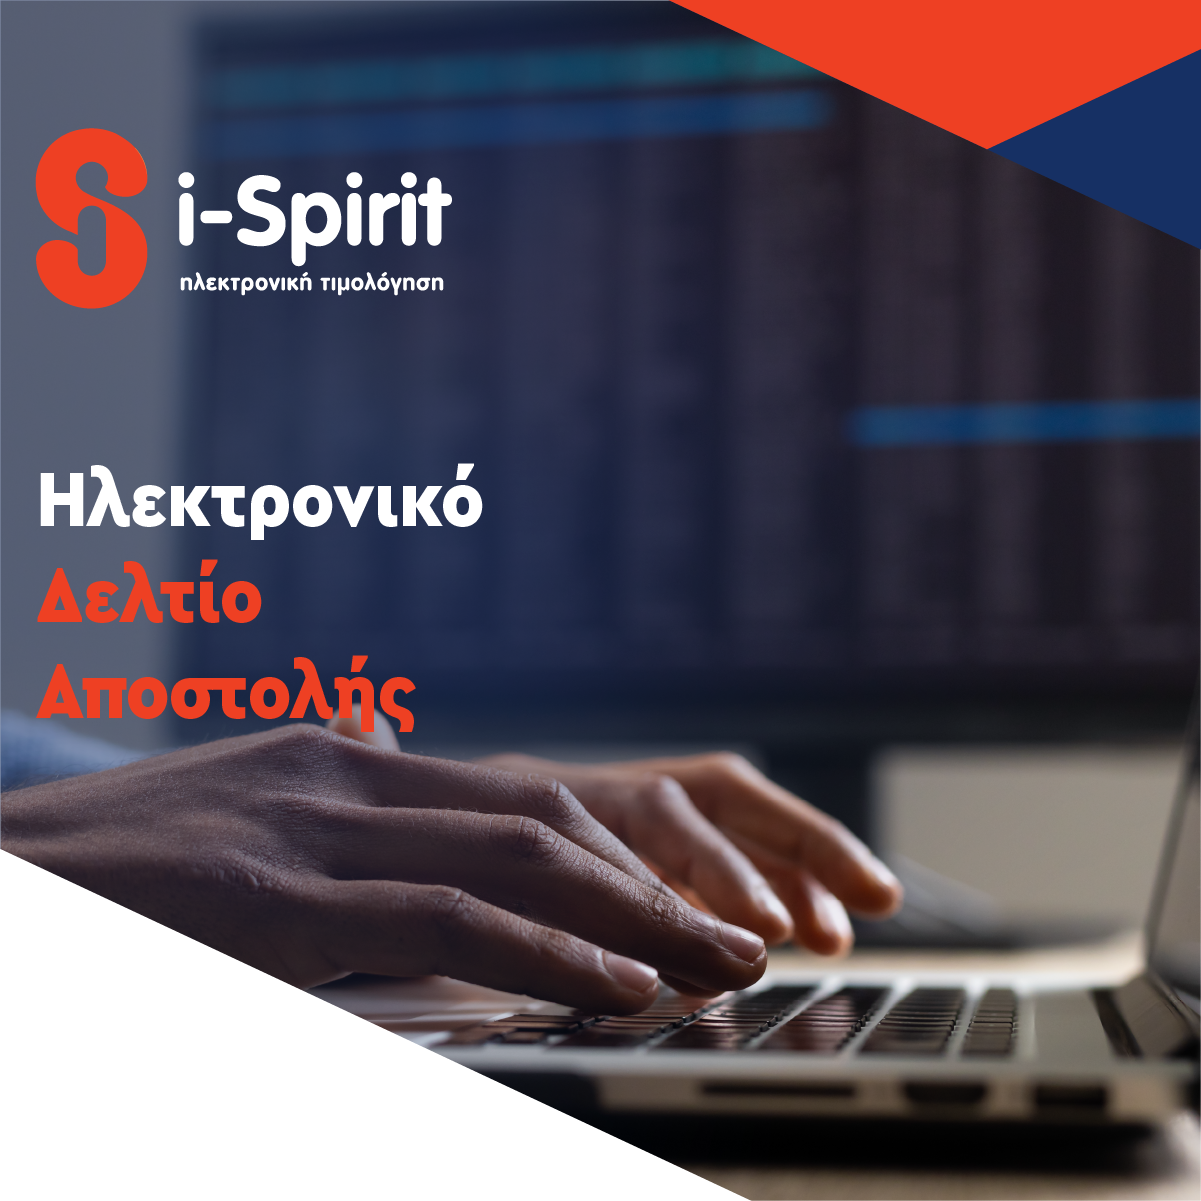 i-Spirit
ηλεκτρονική τιμολόγηση
Ηλεκτρονικό
Δελτίο
Αποστολής